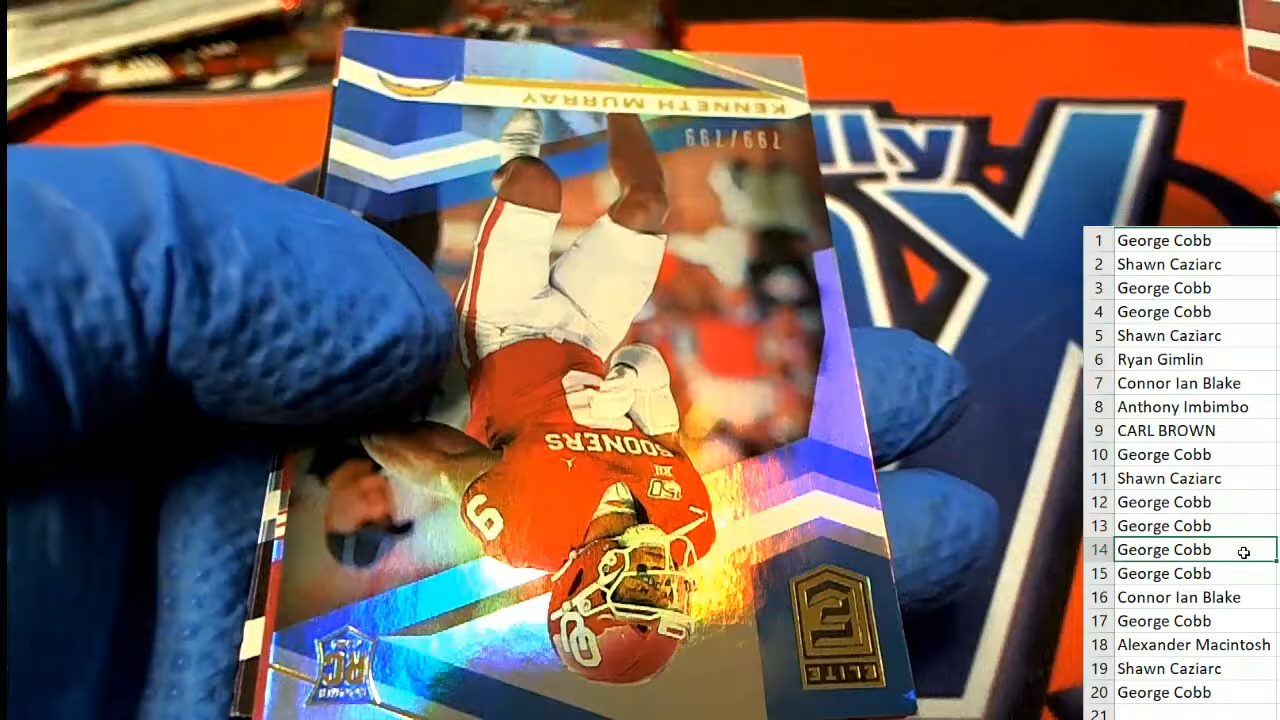 KENNETH MURRAY
799/799
SOONERS
9
OU
RC
ELITE
1 George Cobb
2 Shawn Caziarc
3 George Cobb
4 George Cobb
5 Shawn Caziarc
6 Ryan Gimlin
7 Connor Ian Blake
8 Anthony Imbimbo
9 CARL BROWN
10 George Cobb
11 Shawn Caziarc
12 George Cobb
13 George Cobb
14 George Cobb
15 George Cobb
16 Connor Ian Blake
17 George Cobb
18 Alexander Macintosh
19 Shawn Caziarc
20 George Cobb
21